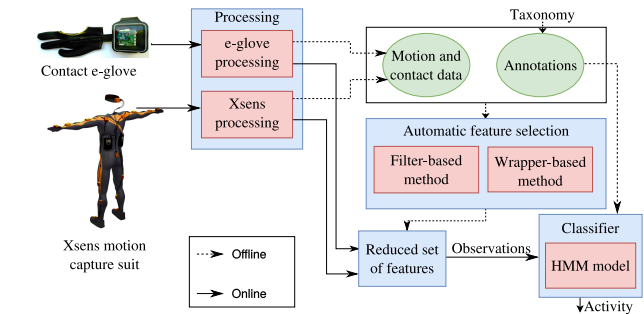 Processing
Taxonomy
e-glove
processing
Motion and
contact data
Annotations
Contact e-glove
Xsens
processing
Automatic feature selection
Filter-based
method
Wrapper-based
method
Xsens motion
capture suit
Offline
Online
Reduced set
of features
Observations
Classifier
HMM model
Activity